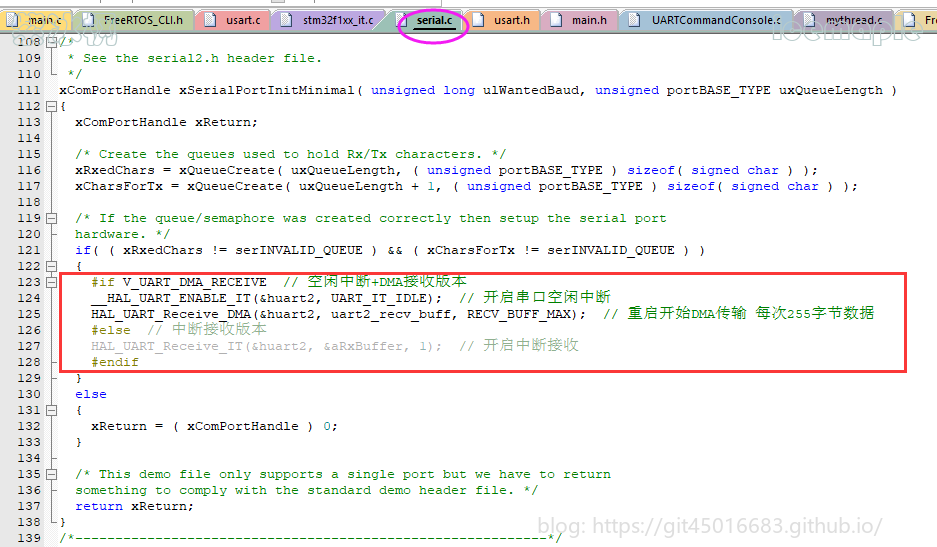 main.c FreeRTOS_CLI.h usart.c stm32f1xx_it.c serial.c usart.h main.h UARTCommandConsole.c mythread.c
108 /*
109 * See the serial2.h header file.
110 */
111 xComPortHandle xSerialPortInitMinimal( unsigned long ulWantedBaud, unsigned portBASE_TYPE uxQueueLength )
112 {
113 xComPortHandle xReturn;
114
115 /* Create the queues used to hold Rx/Tx characters. */
116 xRxedChars = xQueueCreate( uxQueueLength, ( unsigned portBASE_TYPE ) sizeof( signed char ) );
117 xCharsForTx = xQueueCreate( uxQueueLength + 1, ( unsigned portBASE_TYPE ) sizeof( signed char ) );
118
119 /* If the queue/semaphore was created correctly then setup the serial port
120 hardware. */
121 if( ( xRxedChars != serINVALID_QUEUE ) && ( xCharsForTx != serINVALID_QUEUE ) )
122 {
123 #if V_UART_DMA_RECEIVE // 空闲中断+DMA接收版本
124 __HAL_UART_ENABLE_IT(&huart2, UART_IT_IDLE); // 开启串口空闲中断
125 HAL_UART_Receive_DMA(&huart2, uart2_recv_buff, RECV_BUFF_MAX); // 重启开始DMA传输 每次255字节数据
126 #else // 中断接收版本
127 HAL_UART_Receive_IT(&huart2, &aRxBuffer, 1); // 开启中断接收
128 #endif
129 }
130 else
131 {
132 xReturn = ( xComPortHandle ) 0;
133 }
134
135 /* This demo file only supports a single port but we have to return
136 something to comply with the standard demo header file. */
137 return xReturn;
138 }
139 /*-----------------------------------------------------------*/
blog: https://git45016683.github.io/